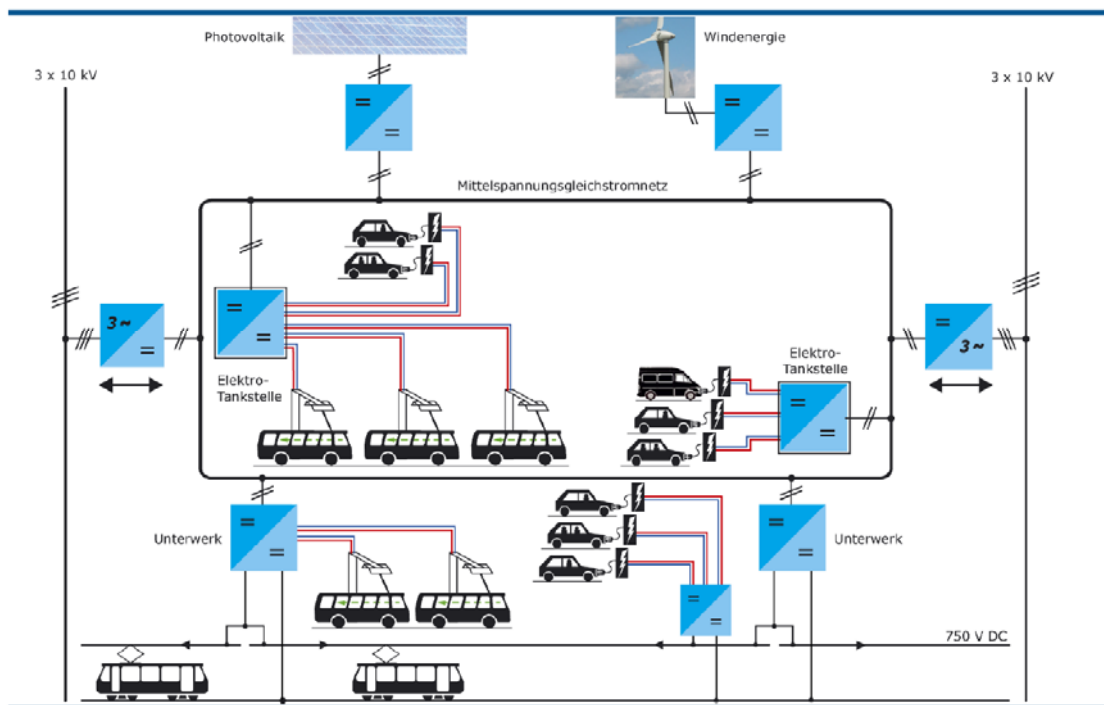 Photovoltaik
Windenergie
3 x 10 kV
3 x 10 kV
Mittelspannungsgleichstromnetz
3 ~
3 ~
Elektro-
Tankstelle
Elektro-
Tankstelle
Unterwerk
Unterwerk
750 V DC